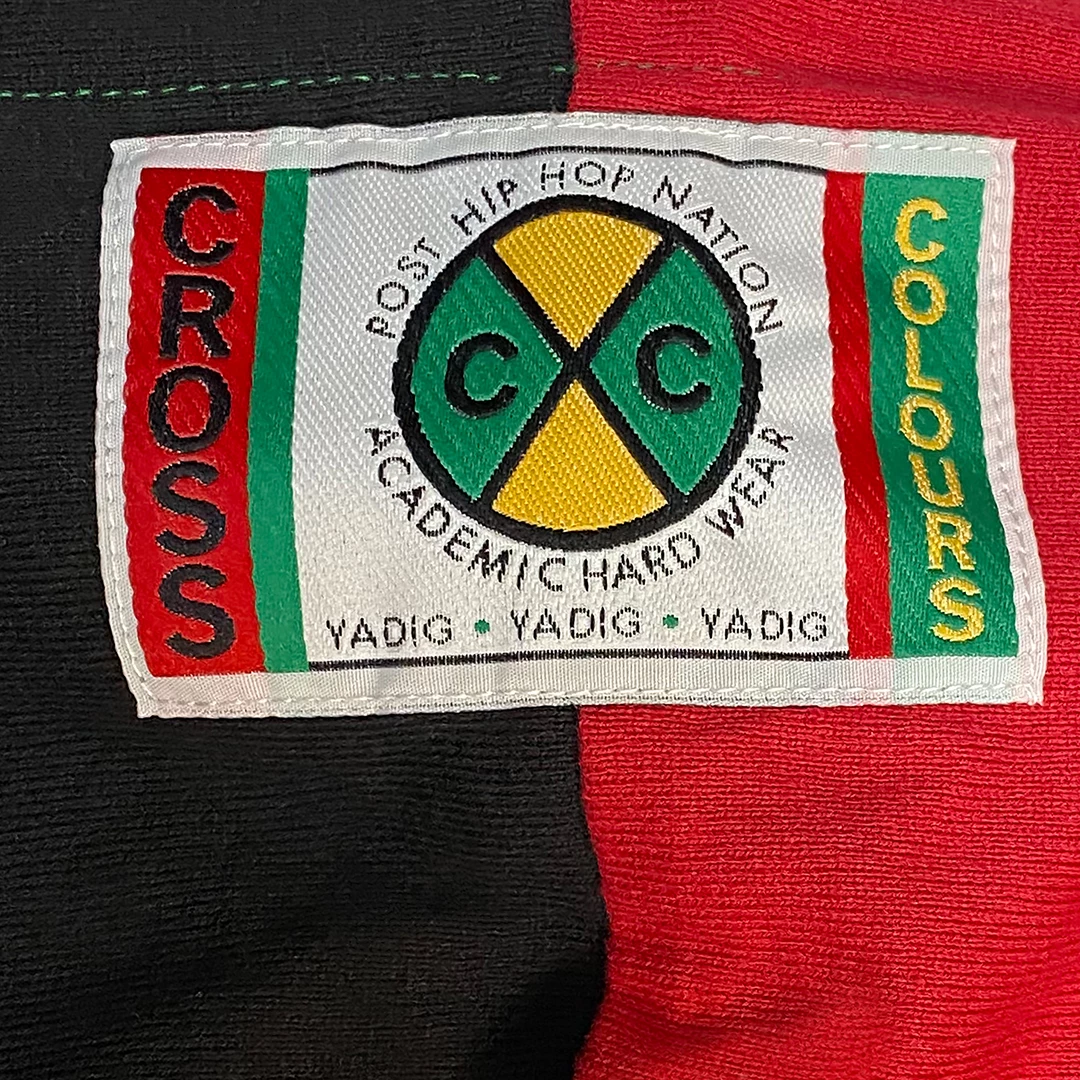 CROSS
POST HIP HOP NATION
C C
ACADEMIC HARD WEAR
YADIG • YADIG • YADIG
COLOURS